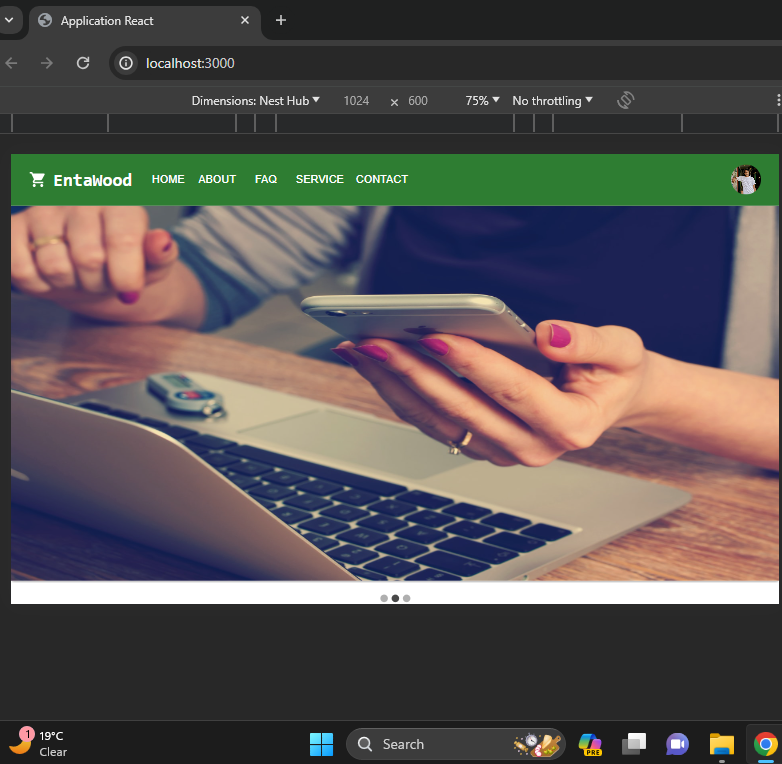 Application React
localhost:3000
Dimensions: Nest Hub 1024 × 600 75% No throttling
EntaWood HOME ABOUT FAQ SERVICE CONTACT
1 19°C
Clear
Search
PRE